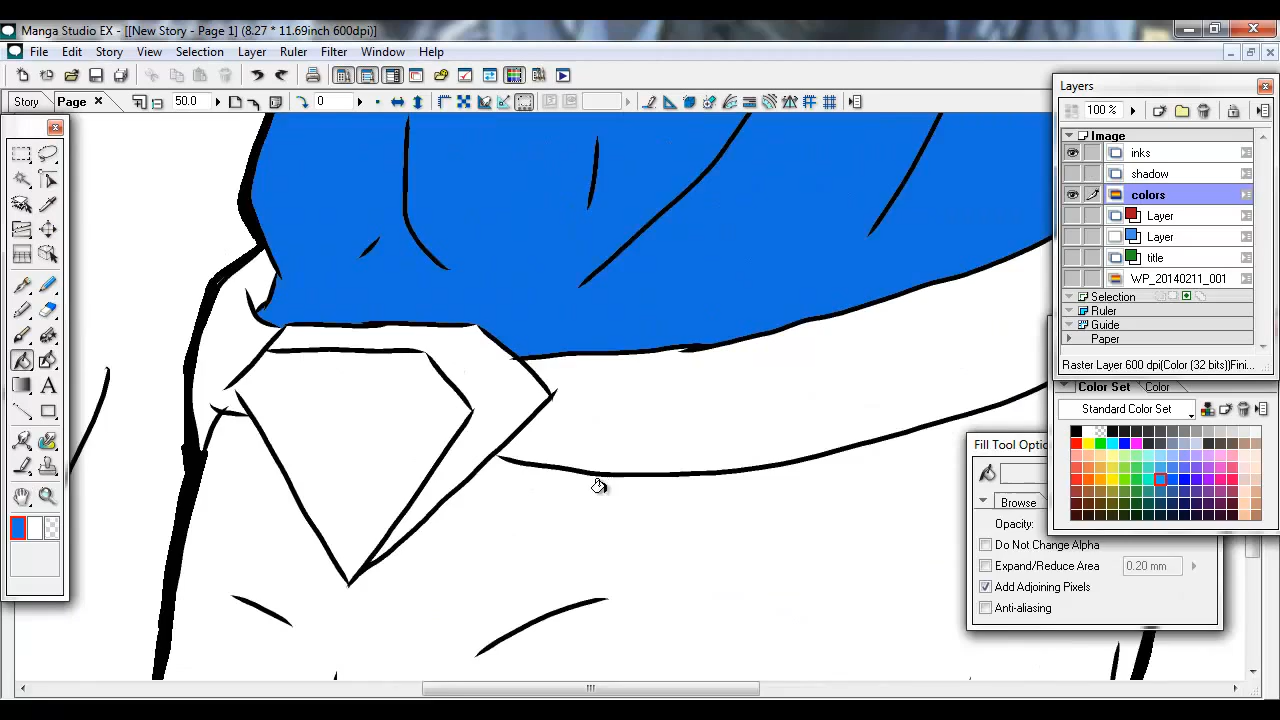 Manga Studio EX - [[New Story - Page 1] (8.27 * 11.69inch 600dpi)]
File Edit Story View Selection Layer Ruler Filter Window Help
Story Page 50.0 0
Layers
100 %
Image
inks
shadow
colors
Layer
Layer
title
WP_20140211_001
Selection
Ruler
Guide
Paper
Raster Layer 600 dpi(Color (32 bits))Fini...
Color Set Color
Standard Color Set
Fill Tool Optio
Browse
Opacity:
Do Not Change Alpha
Expand/Reduce Area 0.20 mm
Add Adjoining Pixels
Anti-aliasing
A